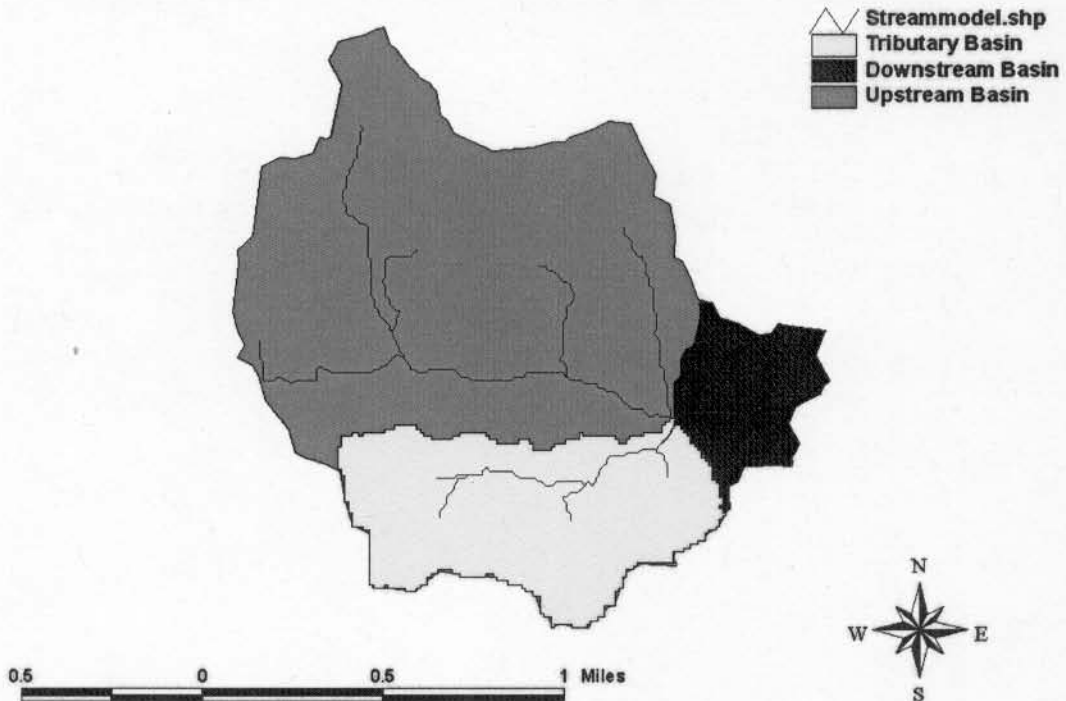 Streammodel.shp
Tributary Basin
Downstream Basin
Upstream Basin
N
W E
S
0.5 0 0.5 1 Miles